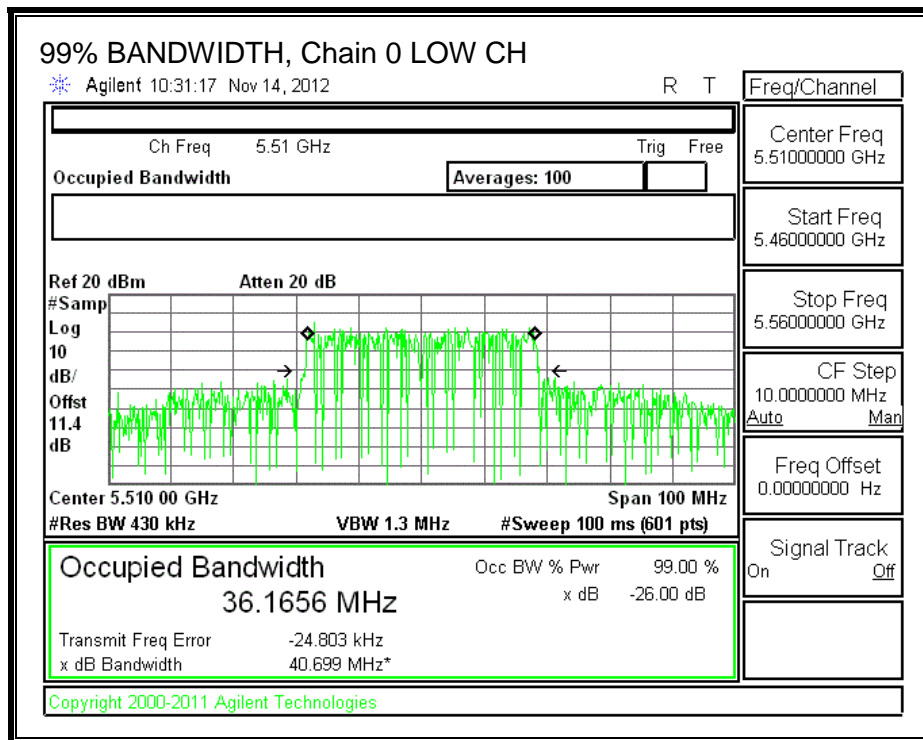 99% BANDWIDTH, Chain 0 LOW CH
Agilent 10:31:17 Nov 14, 2012 R T
Freq/Channel
Ch Freq 5.51 GHz Trig Free
Occupied Bandwidth Averages: 100
Center Freq
5.51000000 GHz
Start Freq
5.46000000 GHz
Stop Freq
5.56000000 GHz
CF Step
10.0000000 MHz
Auto Man
Freq Offset
0.00000000 Hz
Signal Track
On Off
Ref 20 dBm Atten 20 dB
#Samp
Log
10
dB/
Offst
11.4
dB
Center 5.510 00 GHz Span 100 MHz
#Res BW 430 kHz VBW 1.3 MHz #Sweep 100 ms (601 pts)
Occupied Bandwidth Occ BW % Pwr 99.00 %
36.1656 MHz x dB -26.00 dB
Transmit Freq Error -24.803 kHz
x dB Bandwidth 40.699 MHz*
Copyright 2000-2011 Agilent Technologies